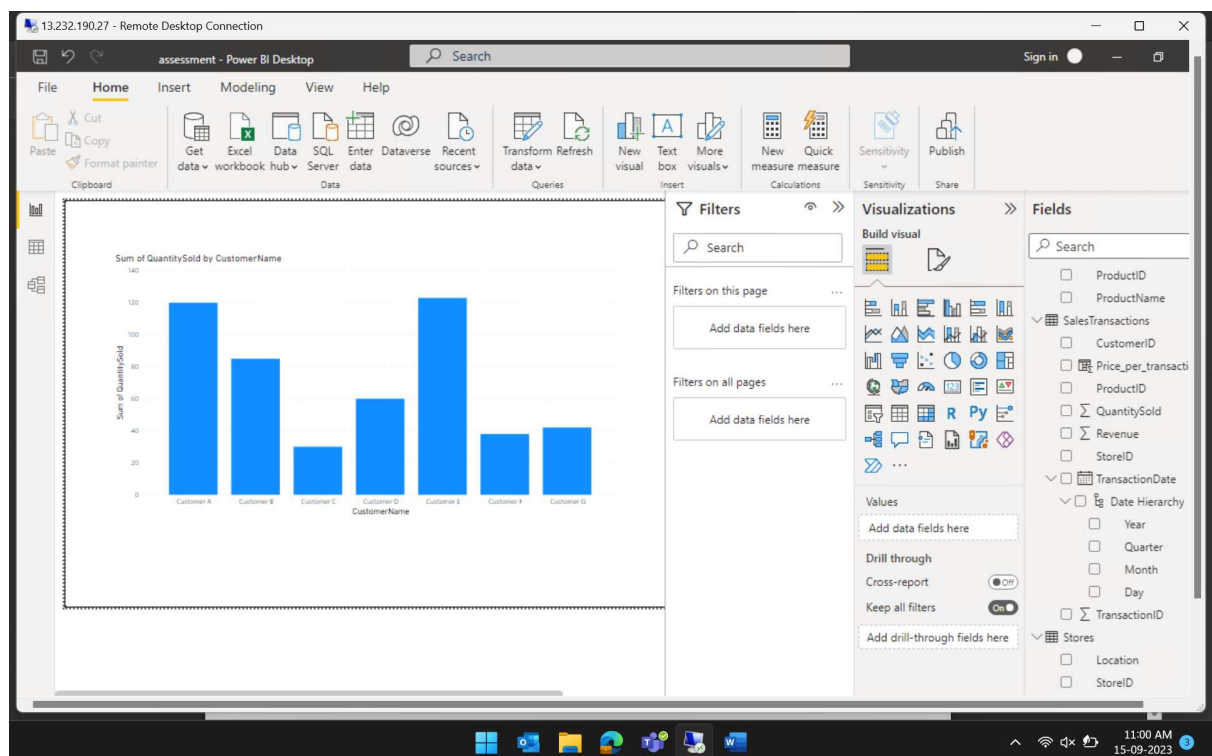 13.232.190.27 - Remote Desktop Connection
assessment - Power BI Desktop
Search
Sign in
File Home Insert Modeling View Help
Paste
Cut
Copy
Format painter
Clipboard
Get data
Excel workbook
Data hub
SQL Server
Enter data
Dataverse
Recent sources
Data
Transform data
Refresh
Queries
New visual
Text box
More visuals
Insert
New measure
Quick measure
Calculations
Sensitivity
Sensitivity
Publish
Share
Sum of QuantitySold by CustomerName
140
120
100
80
60
40
20
0
Sum of QuantitySold
Customer A Customer B Customer C Customer D Customer E Customer F Customer G
CustomerName
Filters
Search
Filters on this page ...
Add data fields here
Filters on all pages ...
Add data fields here
Visualizations
Build visual
123
R Py
...
Values
Add data fields here
Drill through
Cross-report Off
Keep all filters On
Add drill-through fields here
Fields
Search
ProductID
ProductName
SalesTransactions
CustomerID
Price_per_transacti
ProductID
QuantitySold
Revenue
StoreID
TransactionDate
Date Hierarchy
Year
Quarter
Month
Day
TransactionID
Stores
Location
StoreID
11:00 AM
15-09-2023
3